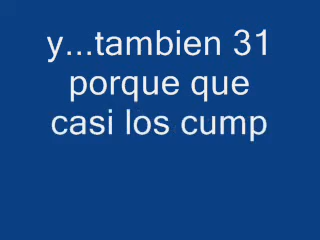 y...tambien 31
porque que
casi los cump